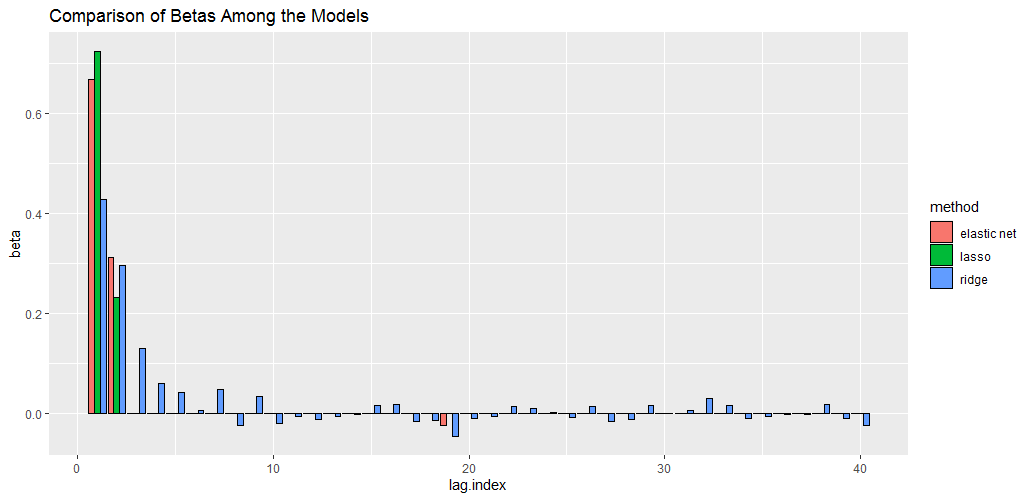 Comparison of Betas Among the Models
0.6
0.4
0.2
0.0
beta
0 10 20 30 40
lag.index
method
elastic net
lasso
ridge